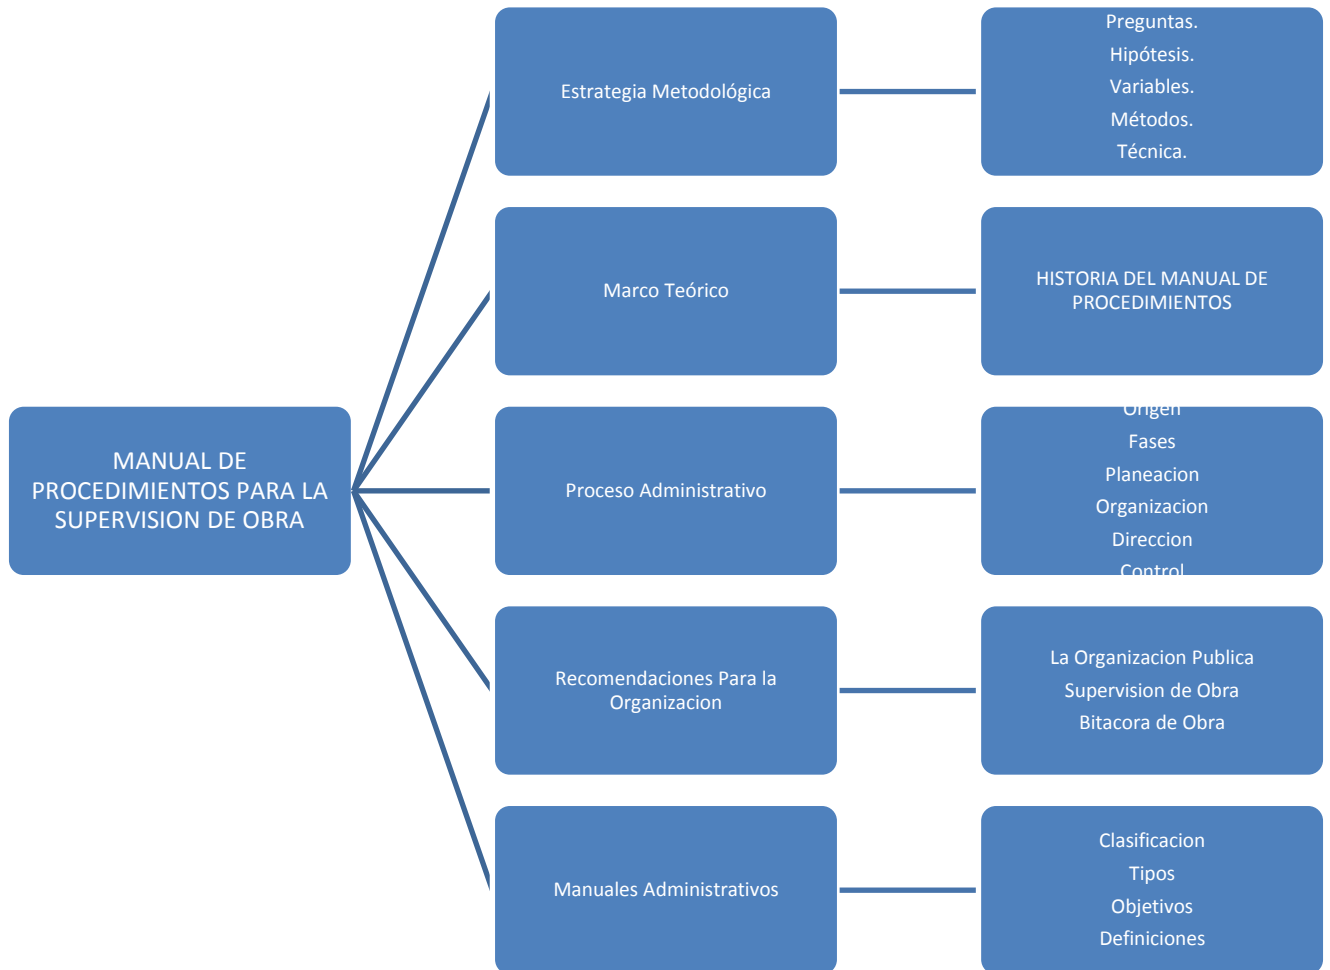 Estrategia Metodológica
Preguntas.
Hipótesis.
Variables.
Métodos.
Técnica.
Marco Teórico
HISTORIA DEL MANUAL DE
PROCEDIMIENTOS
MANUAL DE
PROCEDIMIENTOS PARA LA
SUPERVISION DE OBRA
Proceso Administrativo
Origen
Fases
Planeacion
Organizacion
Direccion
Control
Recomendaciones Para la
Organizacion
La Organizacion Publica
Supervision de Obra
Bitacora de Obra
Manuales Administrativos
Clasificacion
Tipos
Objetivos
Definiciones